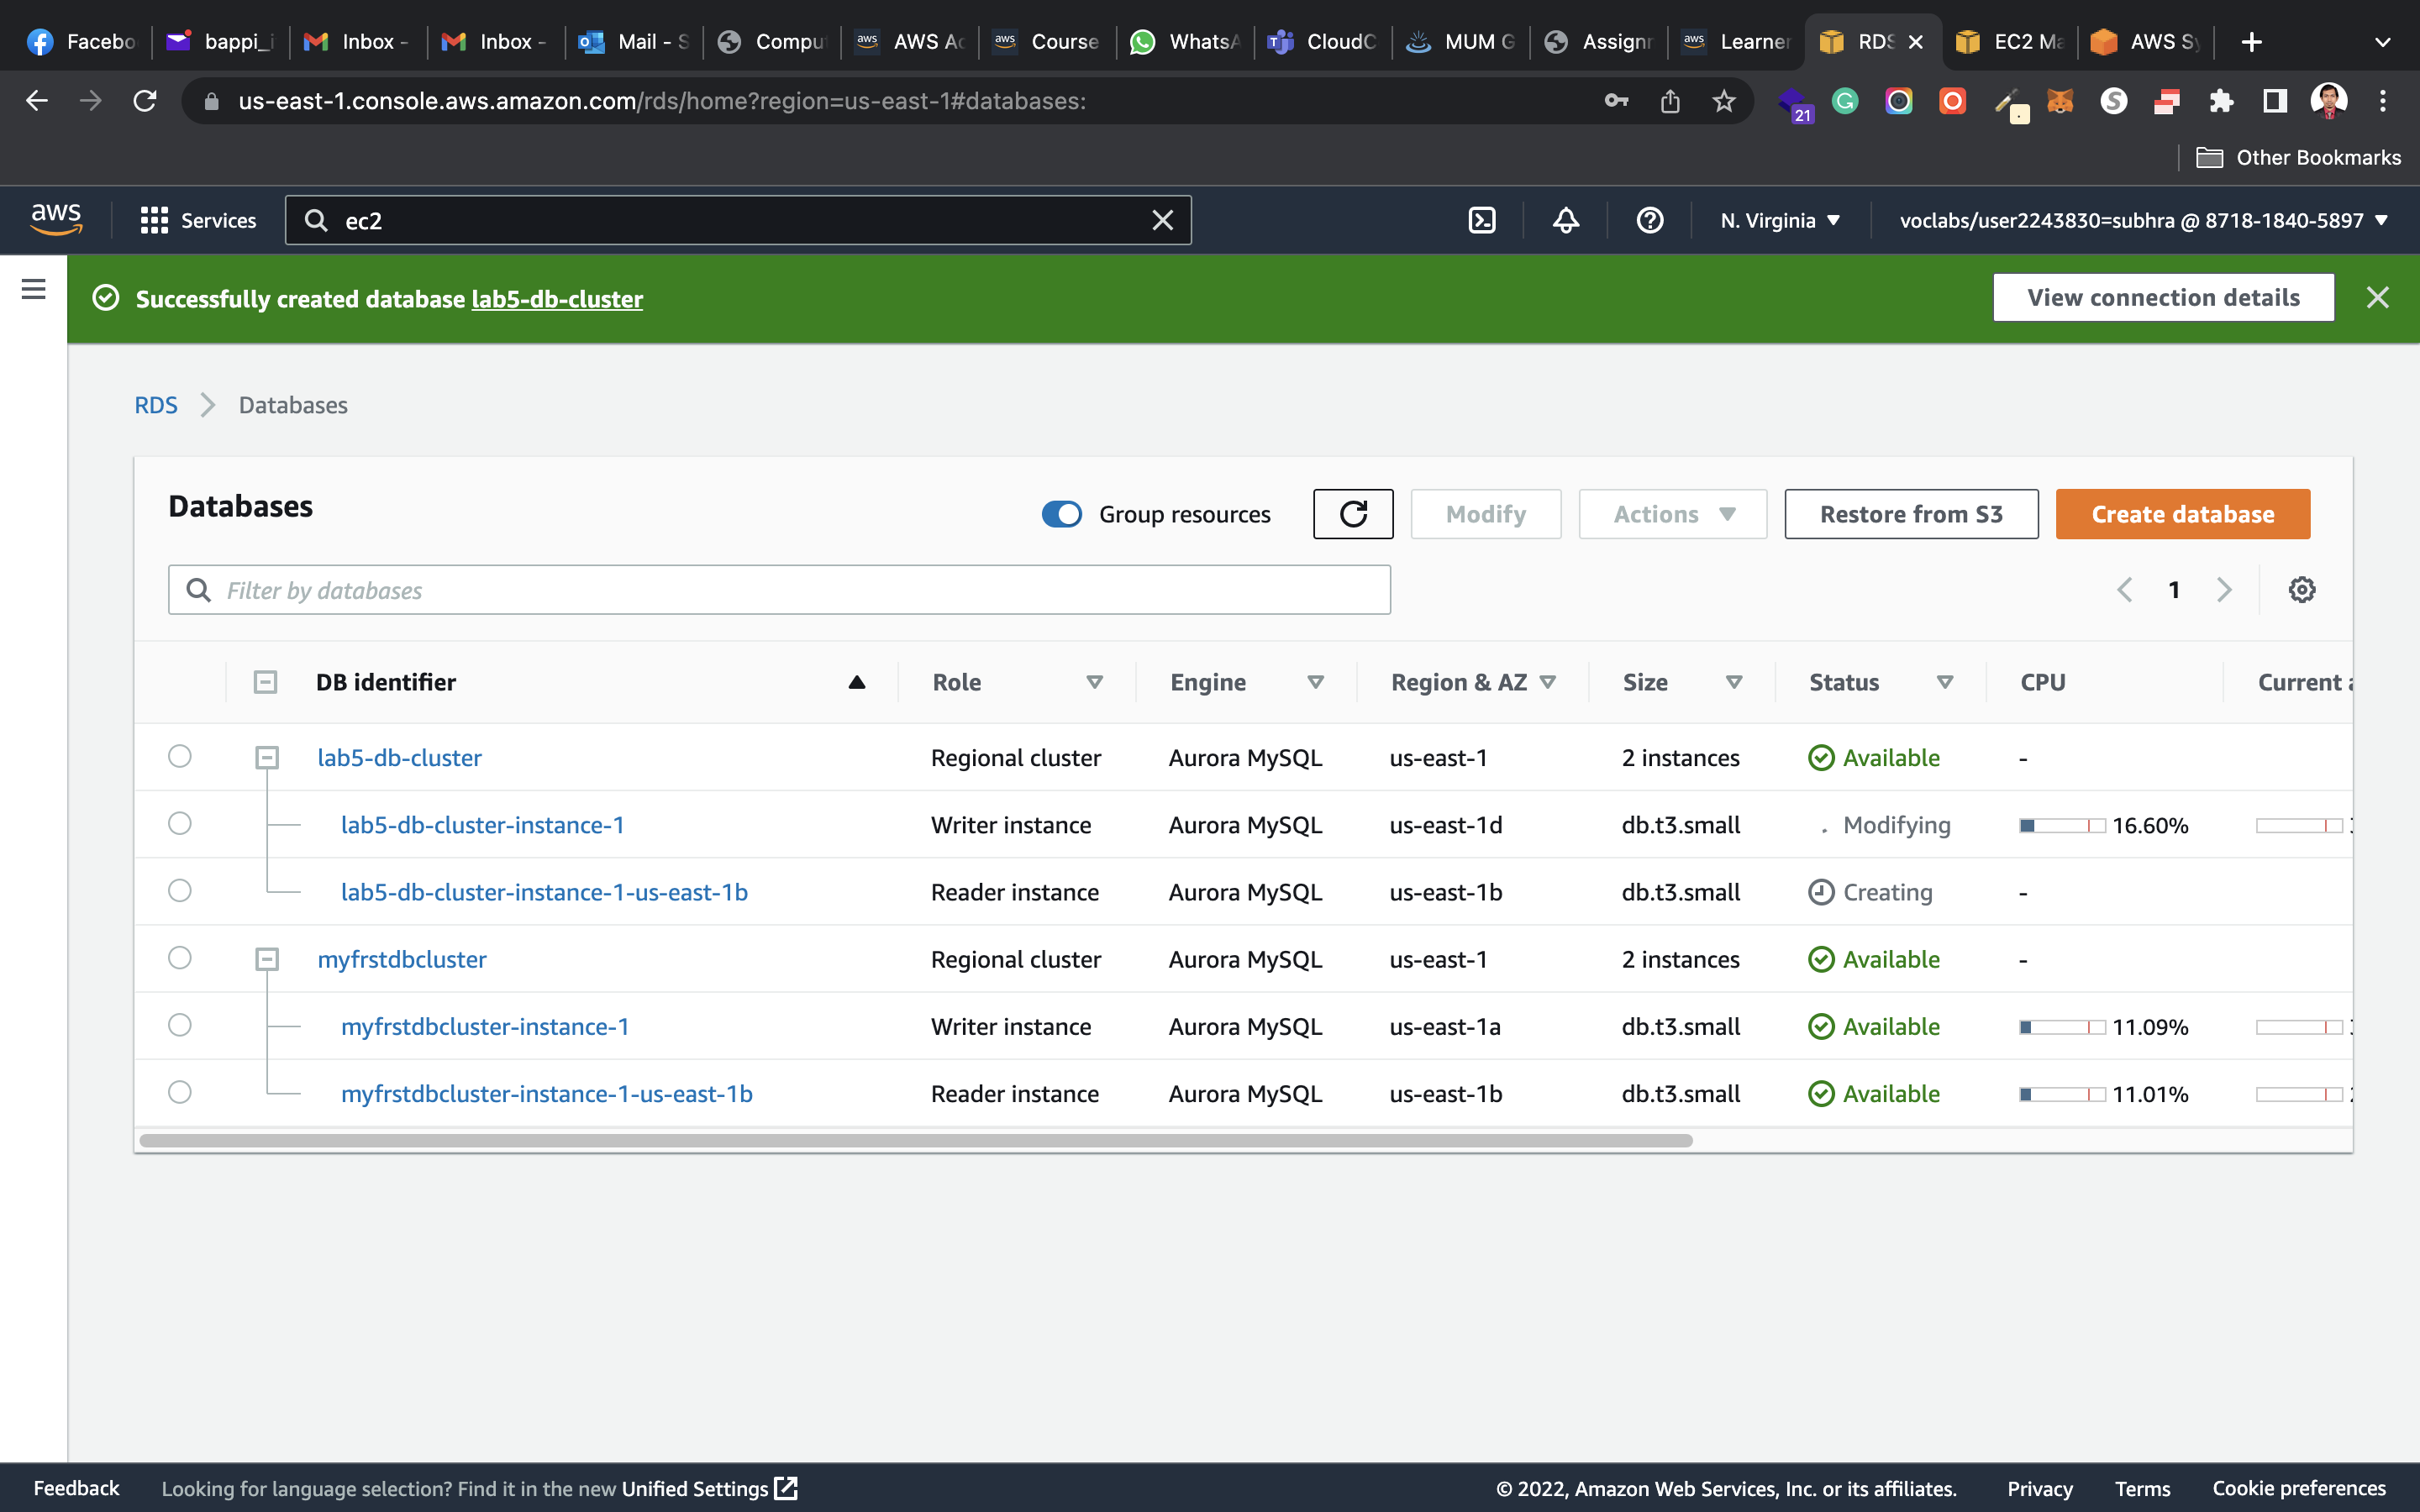 Facebo bappi_i Inbox - Inbox - Mail - S Comput AWS Ac Course WhatsA CloudC MUM G Assignm Learner RDS EC2 Ma AWS Sy
us-east-1.console.aws.amazon.com/rds/home?region=us-east-1#databases: 21
Other Bookmarks
aws Services ec2 N. Virginia voclabs/user2243830=subhra @ 8718-1840-5897
Successfully created database lab5-db-cluster View connection details
RDS Databases
Databases Group resources Modify Actions Restore from S3 Create database
Filter by databases 1
DB identifier Role Engine Region & AZ Size Status CPU Current a
lab5-db-cluster Regional cluster Aurora MySQL us-east-1 2 instances Available -
lab5-db-cluster-instance-1 Writer instance Aurora MySQL us-east-1d db.t3.small Modifying 16.60%
lab5-db-cluster-instance-1-us-east-1b Reader instance Aurora MySQL us-east-1b db.t3.small Creating -
myfrstdbcluster Regional cluster Aurora MySQL us-east-1 2 instances Available -
myfrstdbcluster-instance-1 Writer instance Aurora MySQL us-east-1a db.t3.small Available 11.09%
myfrstdbcluster-instance-1-us-east-1b Reader instance Aurora MySQL us-east-1b db.t3.small Available 11.01%
Feedback Looking for language selection? Find it in the new Unified Settings © 2022, Amazon Web Services, Inc. or its affiliates. Privacy Terms Cookie preferences